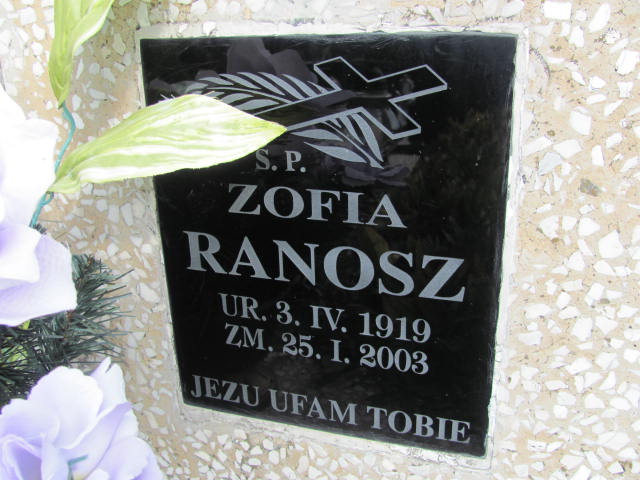 Ś. P.
ZOFIA
RANOSZ
UR. 3. IV. 1919
ZM. 25. I. 2003
JEZU UFAM TOBIE